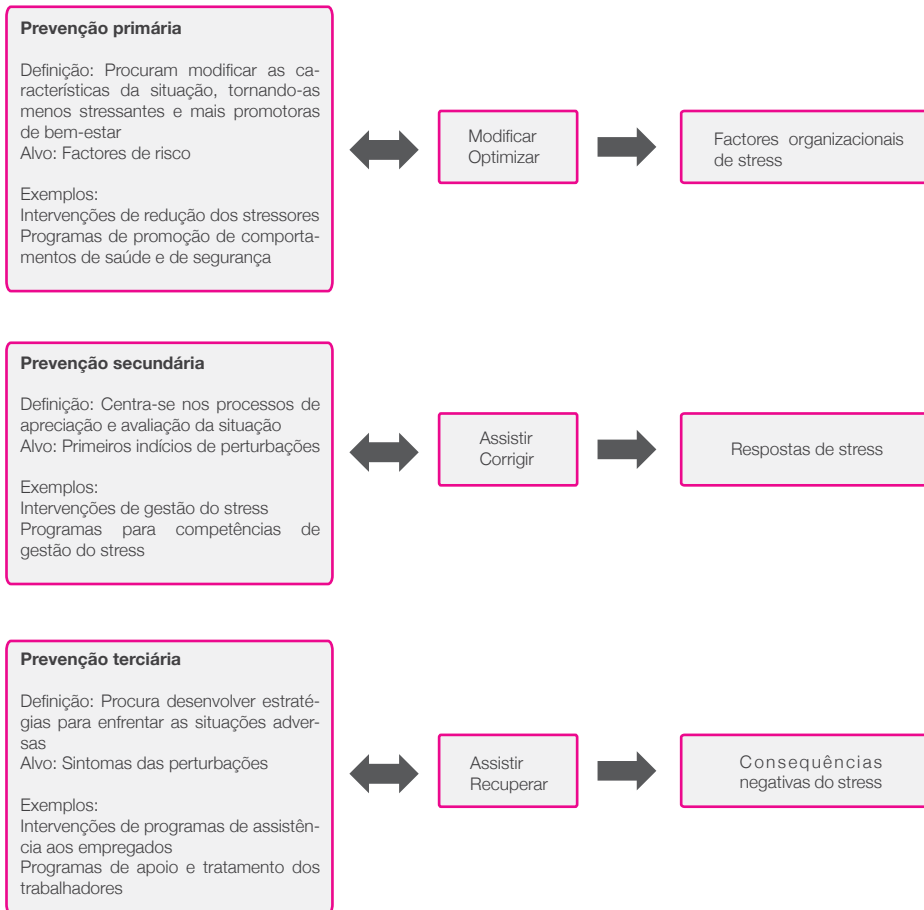 Prevenção primária
Definição: Procuram modificar as ca-
racterísticas da situação, tornando-as
menos stressantes e mais promotoras
de bem-estar
Alvo: Factores de risco
Exemplos:
Intervenções de redução dos stressores
Programas de promoção de comporta-
mentos de saúde e de segurança
Modificar
Optimizar
Factores organizacionais
de stress
Prevenção secundária
Definição: Centra-se nos processos de
apreciação e avaliação da situação
Alvo: Primeiros indícios de perturbações
Exemplos:
Intervenções de gestão do stress
Programas para competências de
gestão do stress
Assistir
Corrigir
Respostas de stress
Prevenção terciária
Definição: Procura desenvolver estraté-
gias para enfrentar as situações adver-
sas
Alvo: Sintomas das perturbações
Exemplos:
Intervenções de programas de assistên-
cia aos empregados
Programas de apoio e tratamento dos
trabalhadores
Assistir
Recuperar
Consequências
negativas do stress